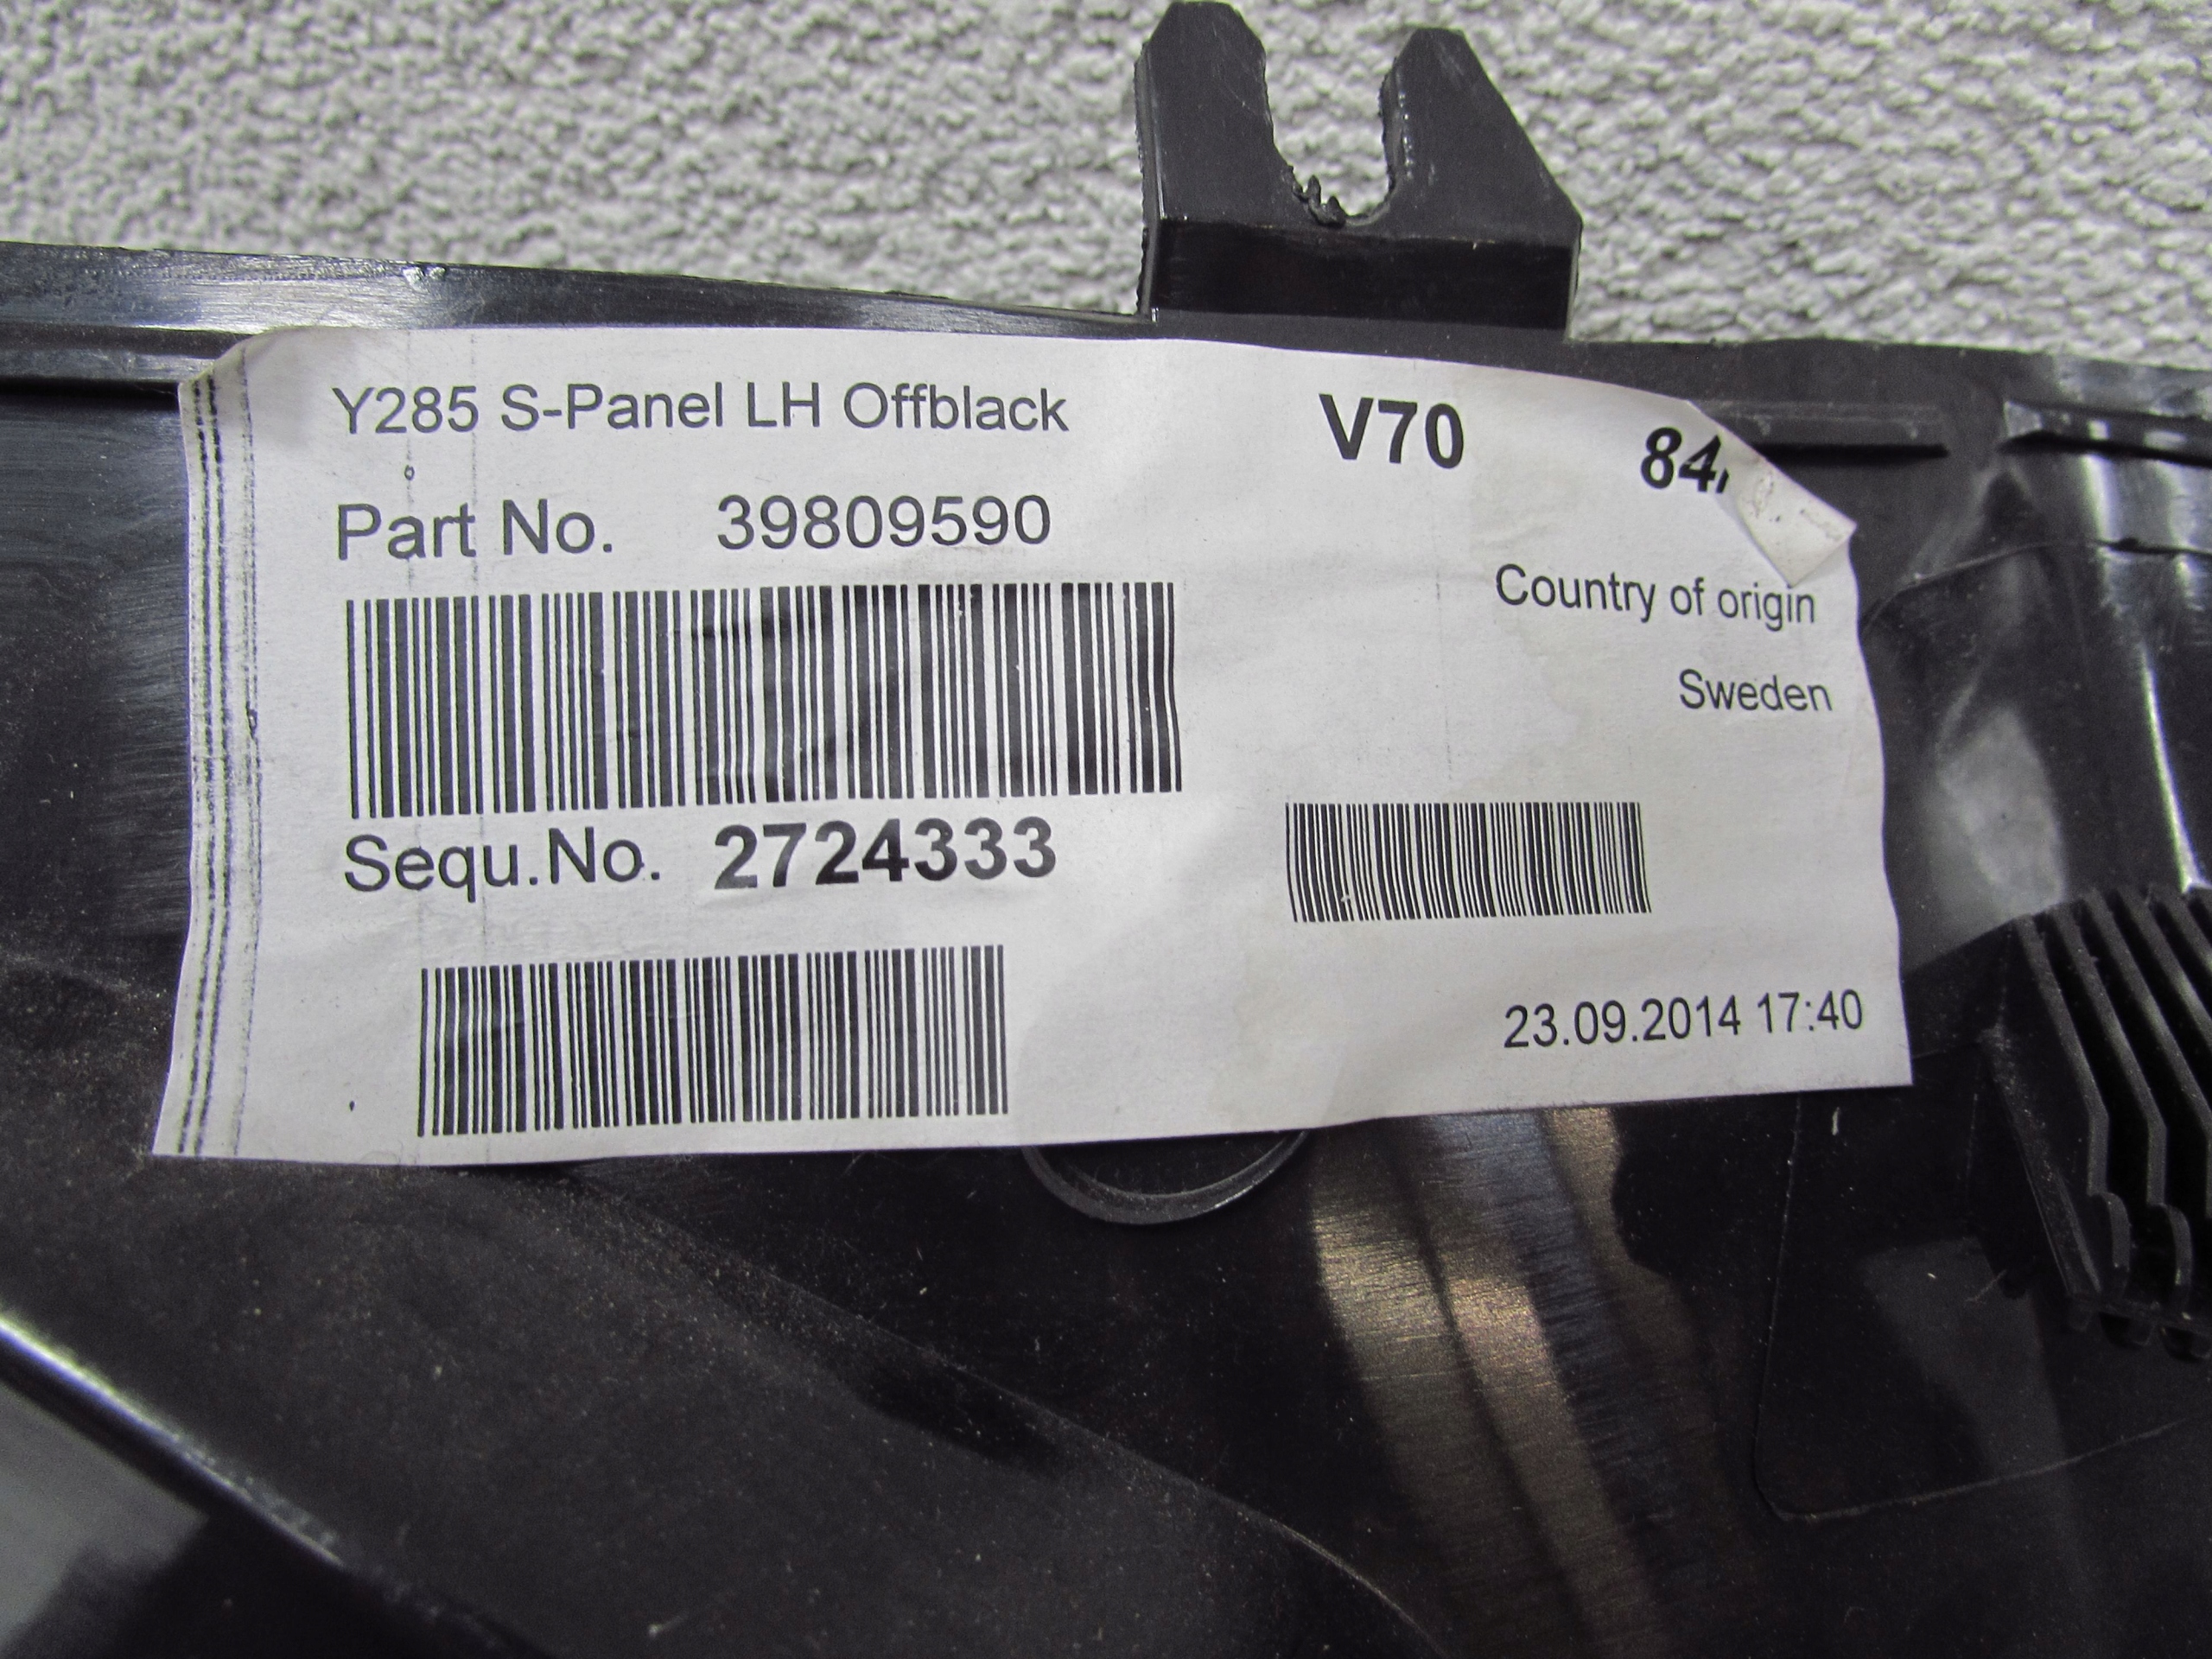 Y285 S-Panel LH Offblack V70
Part No. 39809590
Country of origin
Sweden
Sequ.No. 2724333
23.09.2014 17:40